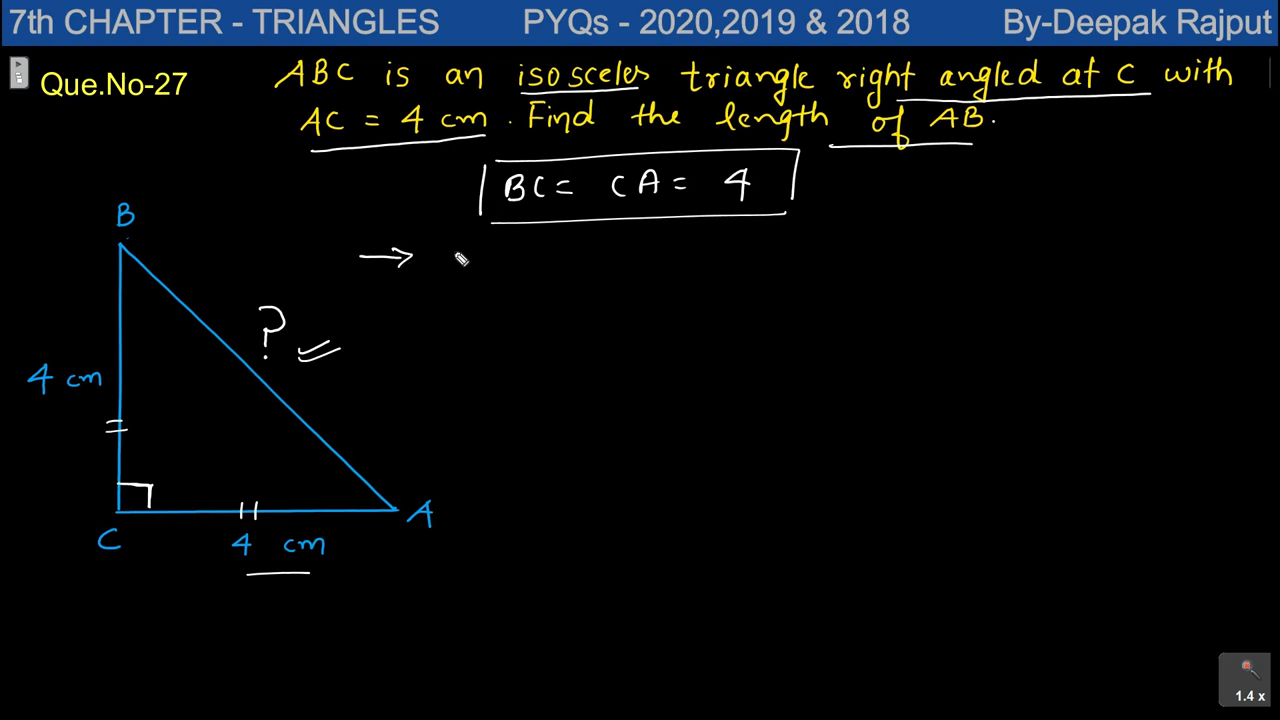 7th CHAPTER - TRIANGLES PYQs - 2020,2019 & 2018 By-Deepak Rajput
Que.No-27 ABC is an isosceles triangle right angled at C with
AC = 4 cm. Find the length of AB.
BC = CA = 4
B
?
4 cm
C
A
4 cm
1.4 x